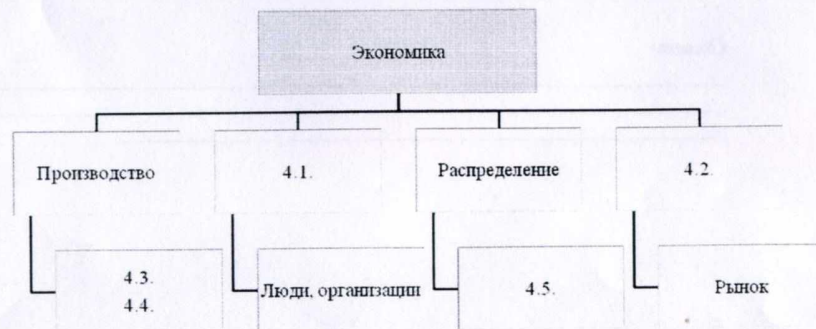 Экономика
Производство
4.1.
Распределение
4.2.
4.3.
4.4.
Люди, организации
4.5.
Рынок